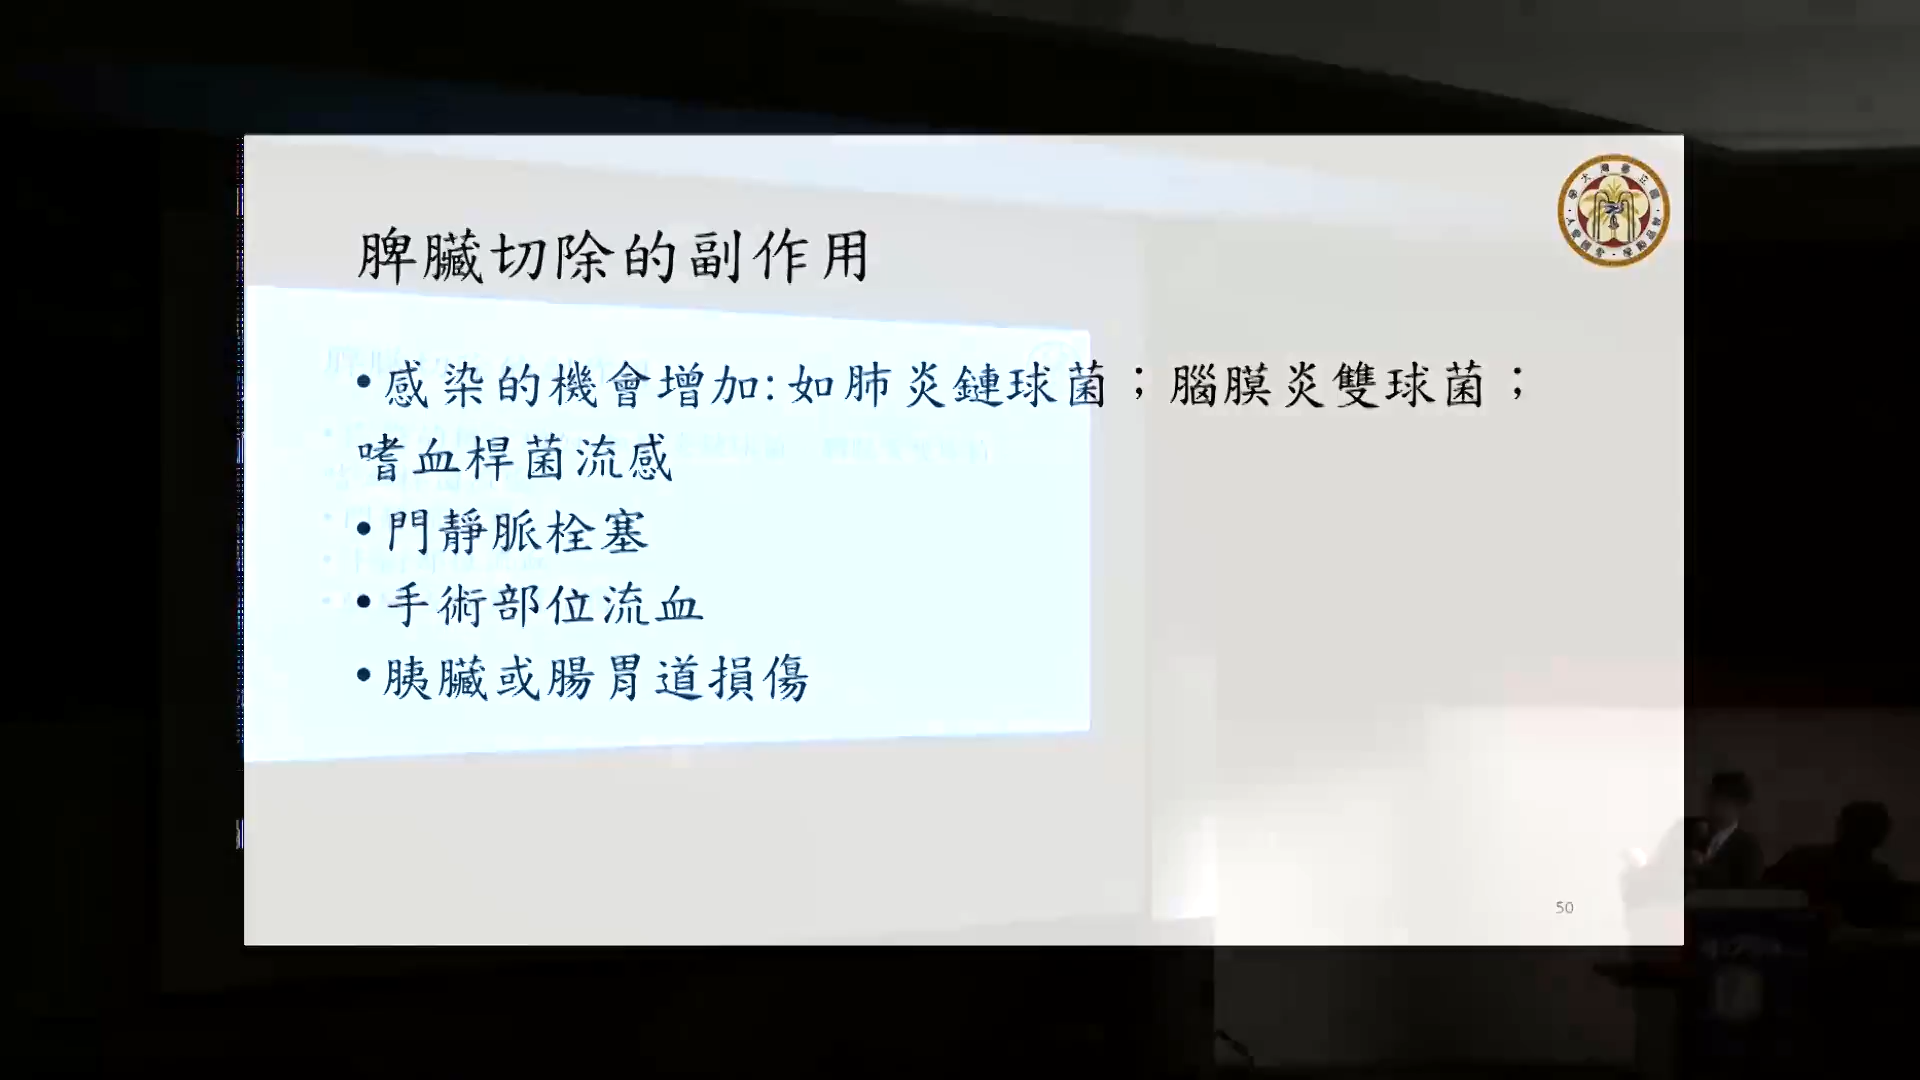 脾臟切除的副作用
•感染的機會增加:如肺炎鏈球菌；腦膜炎雙球菌；
嗜血桿菌流感
•門靜脈栓塞
•手術部位流血
•胰臟或腸胃道損傷
50